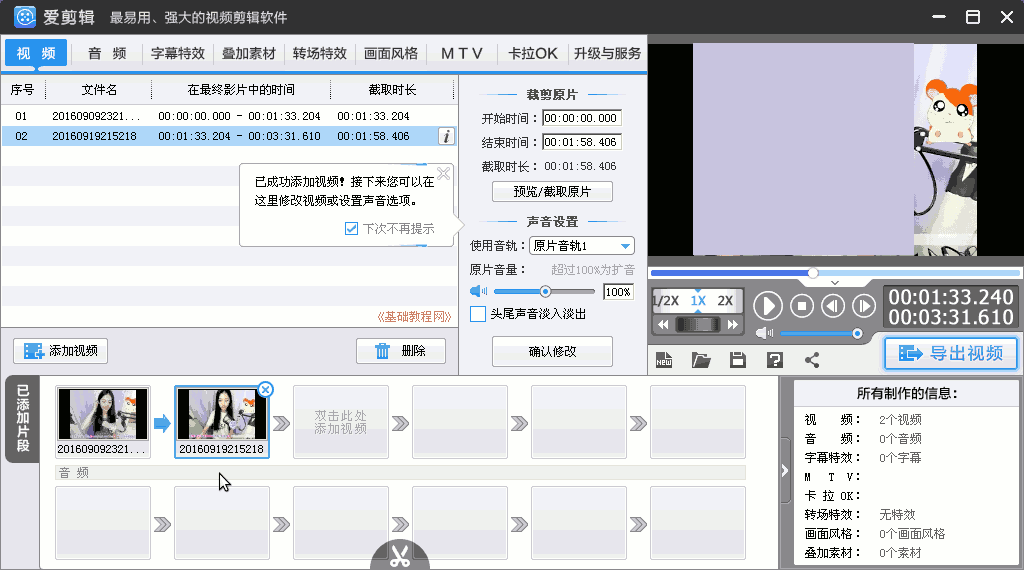 爱剪辑 最易用、强大的视频剪辑软件
视 频 音 频 字幕特效 叠加素材 转场特效 画面风格 M T V 卡拉OK 升级与服务
序号 文件名 在最终影片中的时间 截取时长
01 201609092321... 00:00:00.000 - 00:01:33.204 00:01:33.204
02 201609192​15218 00:01:33.204 - 00:03:31.610 00:01:58.406
已成功添加视频！接下来您可以在
这里修改视频或设置声音选项。
下次不再提示
《基础教程网》
添加视频 删除
裁剪原片
开始时间：00:00:00.000
结束时间：00:01:58.406
截取时长：00:01:58.406
预览/截取原片
声音设置
使用音轨：原片音轨1
原片音量： 超过100%为扩音
100%
头尾声音淡入淡出
确认修改
1/2X 1X 2X
00:01:33.240
00:03:31.610
NEW
导出视频
已添加片段
201609092321... 20160919215218
双击此处
添加视频
音 频
所有制作的信息：
视 频： 2个视频
音 频： 0个音频
字幕特效： 0个字幕
M T V：
卡 拉 OK：
转场特效： 无特效
画面风格： 0个画面风格
叠加素材： 0个素材